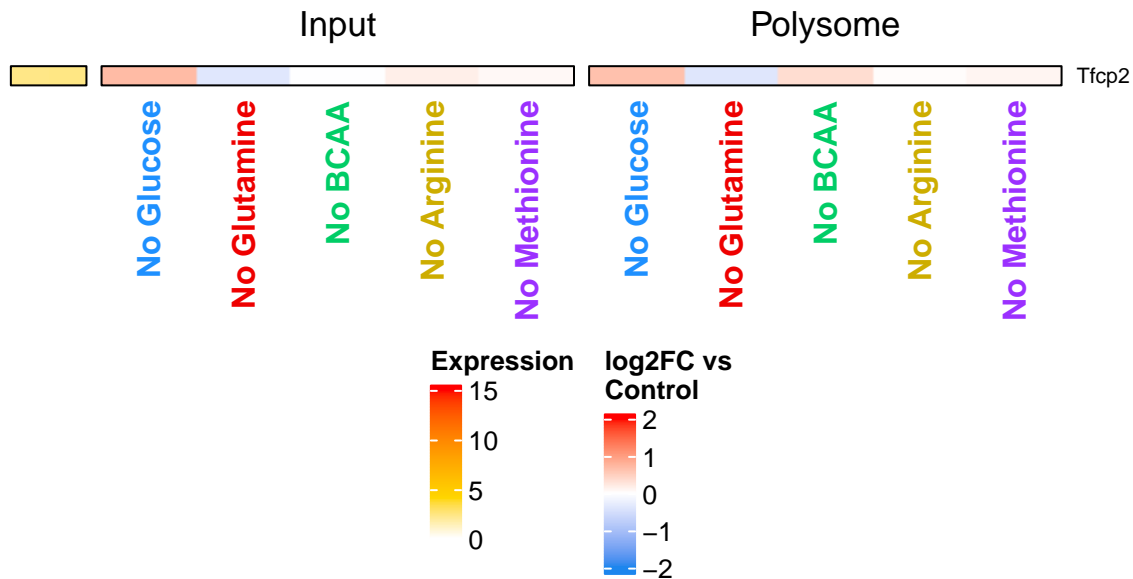 Input
Polysome
Tfcp2
No Glucose
No Glutamine
No BCAA
No Arginine
No Methionine
No Glucose
No Glutamine
No BCAA
No Arginine
No Methionine
Expression
15
10
5
0
log2FC vs
Control
2
1
0
−1
−2